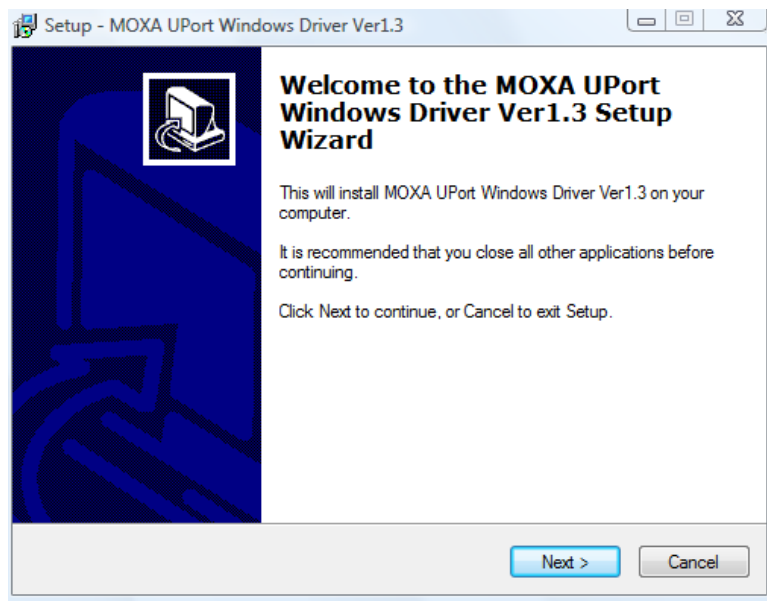 Setup - MOXA UPort Windows Driver Ver1.3
Welcome to the MOXA UPort
Windows Driver Ver1.3 Setup
Wizard
This will install MOXA UPort Windows Driver Ver1.3 on your
computer.
It is recommended that you close all other applications before
continuing.
Click Next to continue, or Cancel to exit Setup.
Next >
Cancel